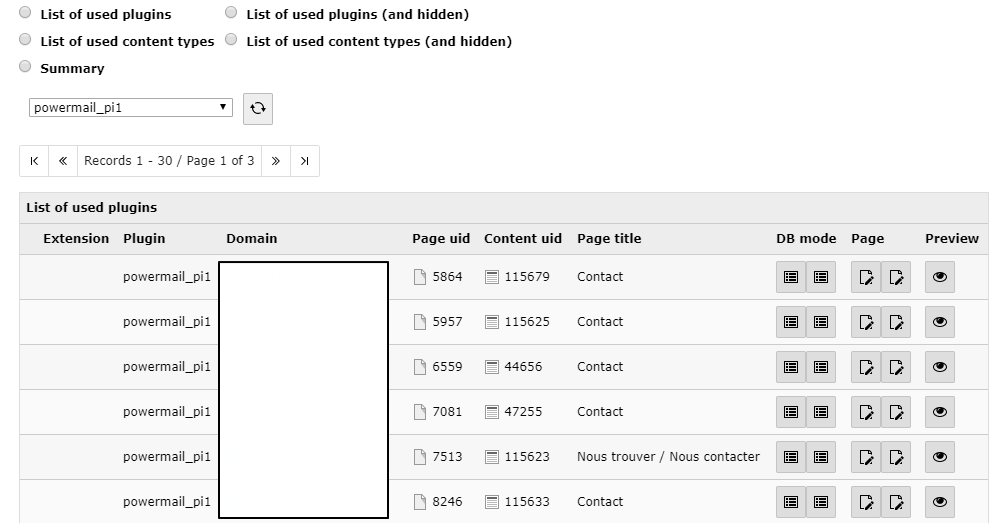 List of used plugins List of used plugins (and hidden)
List of used content types List of used content types (and hidden)
Summary
powermail_pi1
Records 1 - 30 / Page 1 of 3
List of used plugins
Extension Plugin Domain Page uid Content uid Page title DB mode Page Preview
powermail_pi1 5864 115679 Contact
powermail_pi1 5957 115625 Contact
powermail_pi1 6559 44656 Contact
powermail_pi1 7081 47255 Contact
powermail_pi1 7513 115623 Nous trouver / Nous contacter
powermail_pi1 8246 115633 Contact